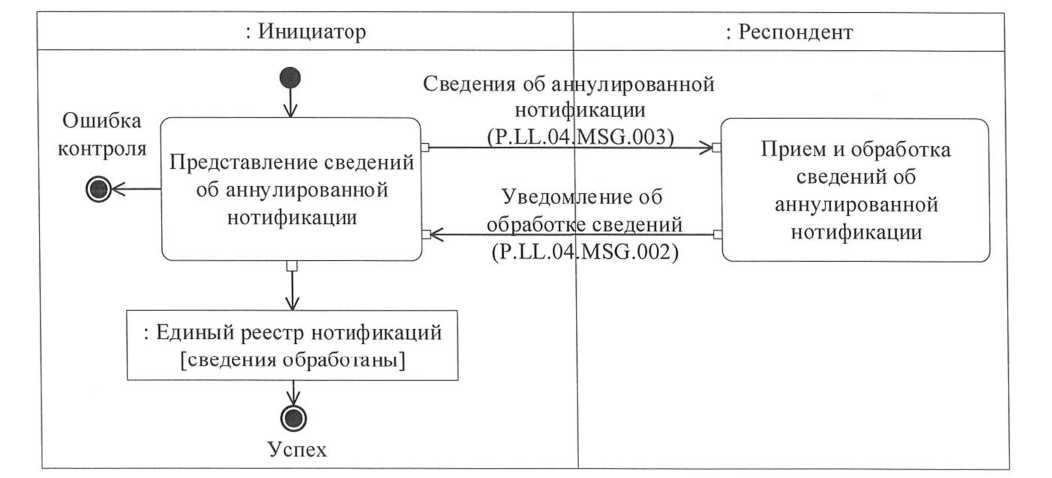 : Инициатор
: Респондент
Сведения об аннулированной
нотификации
(P.LL.04.MSG.003)
Ошибка
контроля
Представление сведений
об аннулированной
нотификации
Прием и обработка
сведений об
аннулированной
нотификации
Уведомление об
обработке сведений
(P.LL.04.MSG.002)
: Единый реестр нотификаций
[сведения обработаны]
Успех